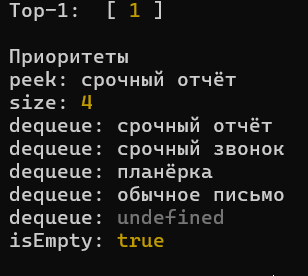 Top-1:  [ 1 ]
Приоритеты
peek: срочный отчёт
size: 4
dequeue: срочный отчёт
dequeue: срочный звонок
dequeue: планёрка
dequeue: обычное письмо
dequeue: undefined
isEmpty: true